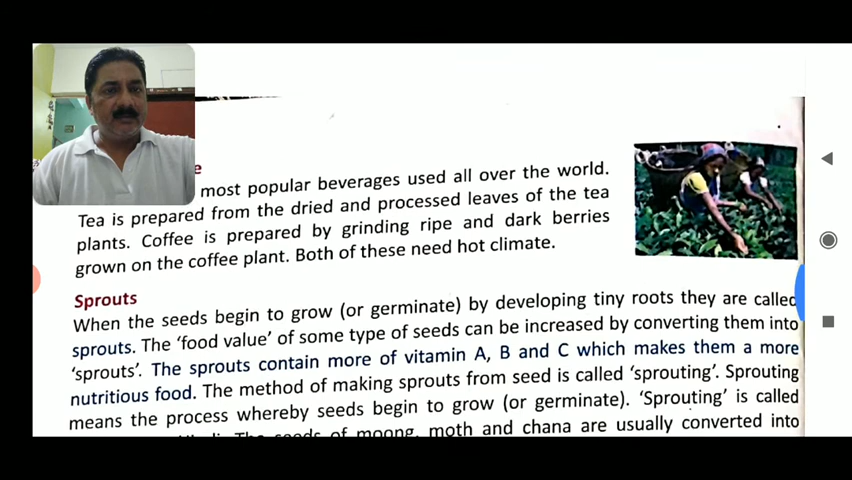 e
most popular beverages used all over the world.
Tea is prepared from the dried and processed leaves of the tea
plants. Coffee is prepared by grinding ripe and dark berries
grown on the coffee plant. Both of these need hot climate.
Sprouts
When the seeds begin to grow (or germinate) by developing tiny roots they are called
sprouts. The ‘food value’ of some type of seeds can be increased by converting them into
‘sprouts’. The sprouts contain more of vitamin A, B and C which makes them a more
nutritious food. The method of making sprouts from seed is called ‘sprouting’. Sprouting
means the process whereby seeds begin to grow (or germinate). ‘Sprouting’ is called
The seeds of moong, moth and chana are usually converted into